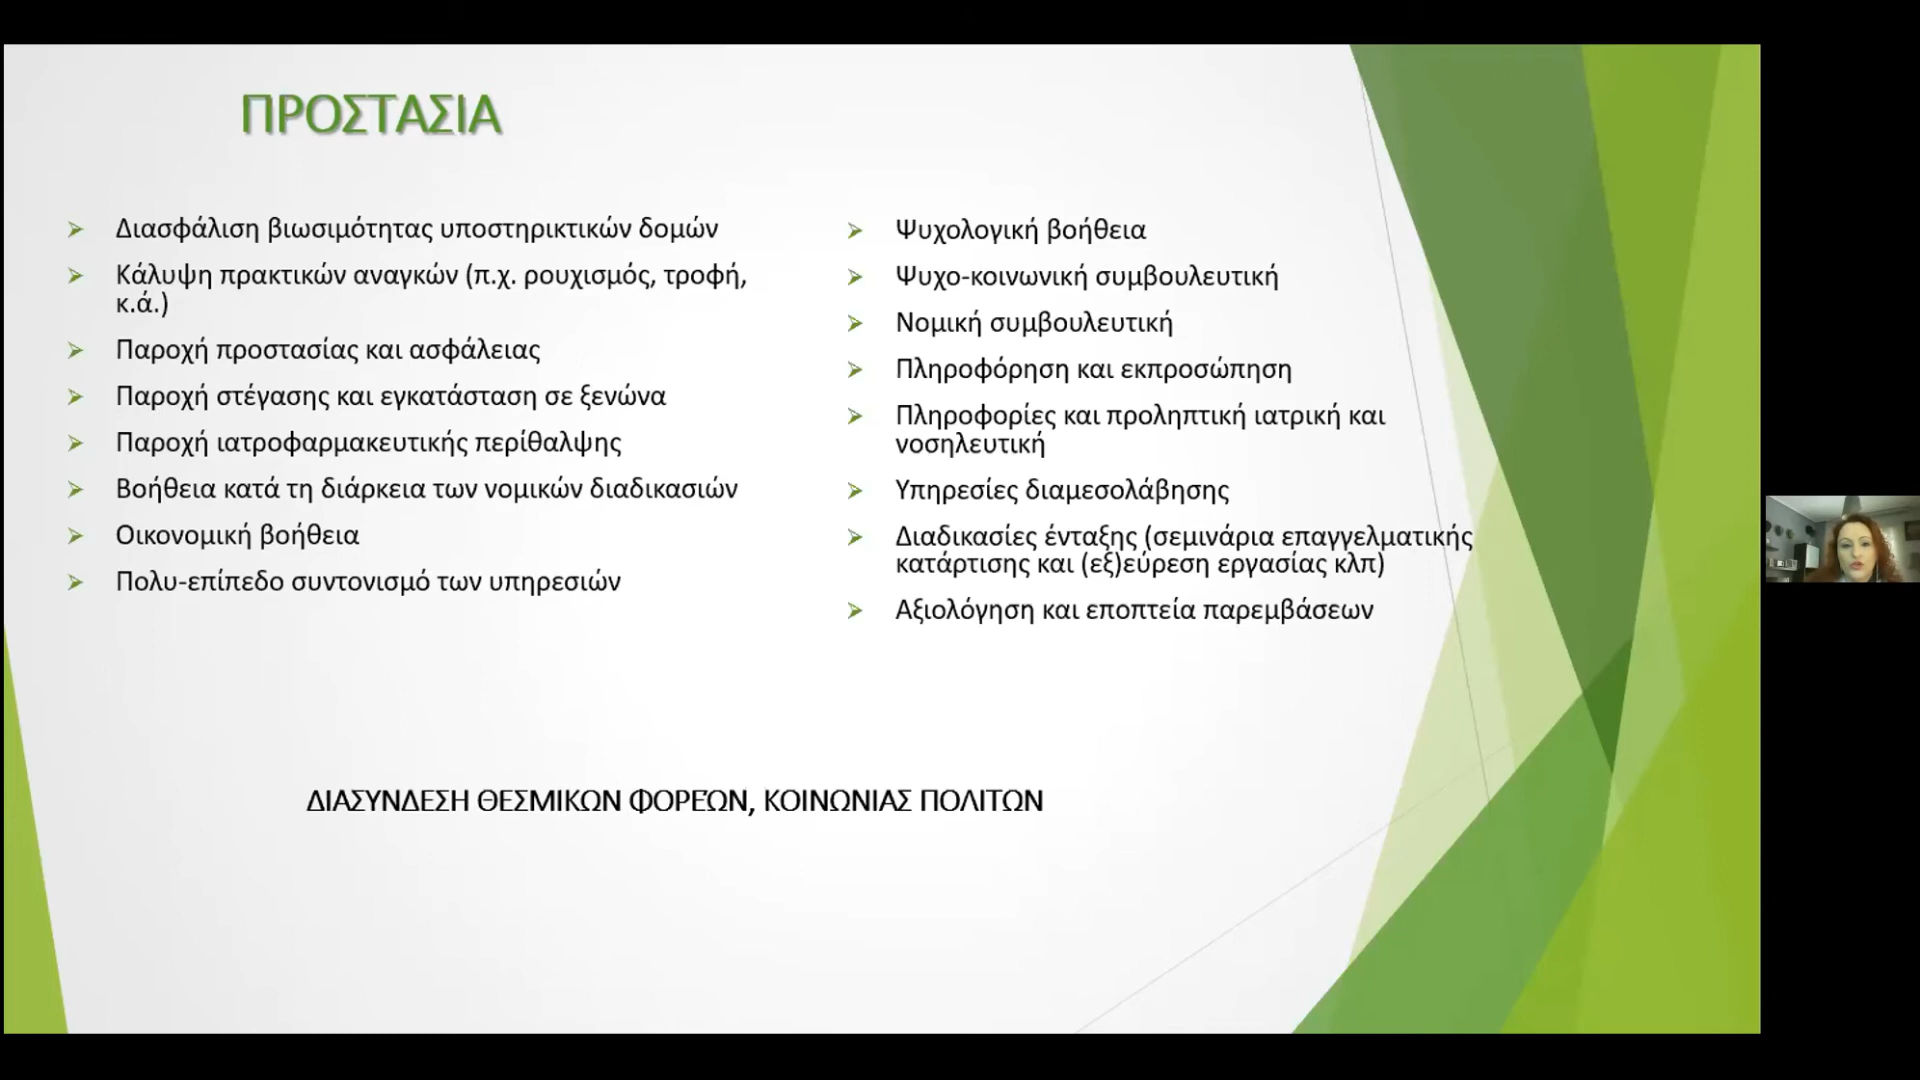 ΠΡΟΣΤΑΣΙΑ
Διασφάλιση βιωσιμότητας υποστηρικτικών δομών
Κάλυψη πρακτικών αναγκών (π.χ. ρουχισμός, τροφή,
κ.ά.)
Παροχή προστασίας και ασφάλειας
Παροχή στέγασης και εγκατάσταση σε ξενώνα
Παροχή ιατροφαρμακευτικής περίθαλψης
Βοήθεια κατά τη διάρκεια των νομικών διαδικασιών
Οικονομική βοήθεια
Πολυ-επίπεδο συντονισμό των υπηρεσιών
Ψυχολογική βοήθεια
Ψυχο-κοινωνική συμβουλευτική
Νομική συμβουλευτική
Πληροφόρηση και εκπροσώπηση
Πληροφορίες και προληπτική ιατρική και
νοσηλευτική
Υπηρεσίες διαμεσολάβησης
Διαδικασίες ένταξης (σεμινάρια επαγγελματικής
κατάρτισης και (εξ)εύρεση εργασίας κλπ)
Αξιολόγηση και εποπτεία παρεμβάσεων
ΔΙΑΣΥΝΔΕΣΗ ΘΕΣΜΙΚΩΝ ΦΟΡΕΏΝ, ΚΟΙΝΩΝΙΑΣ ΠΟΛΙΤΩΝ